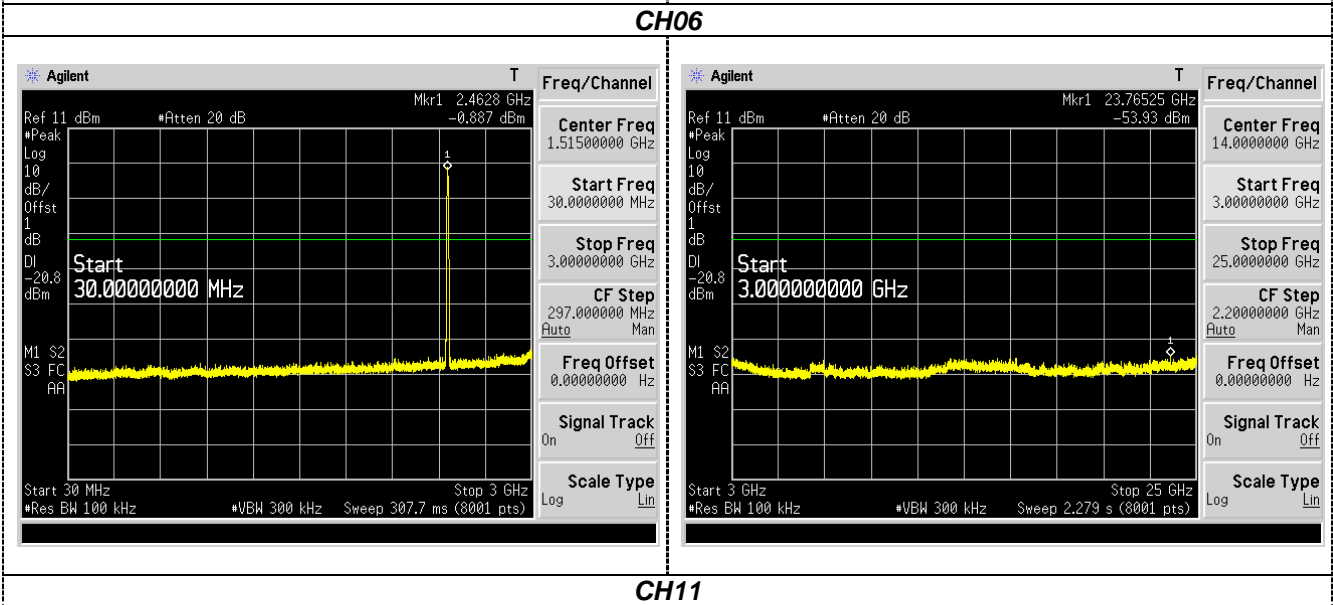 CH06
Agilent T
Mkr1 2.4628 GHz
Ref 11 dBm #Atten 20 dB -0.887 dBm
#Peak
Log
10
dB/
Offst
1
dB
DI
-20.8
dBm
M1 S2
S3 FC
AA
1
Start
30.00000000 MHz
Start 30 MHz Stop 3 GHz
#Res BW 100 kHz #VBW 300 kHz Sweep 307.7 ms (8001 pts)
Freq/Channel
Center Freq
1.51500000 GHz
Start Freq
30.0000000 MHz
Stop Freq
3.00000000 GHz
CF Step
297.000000 MHz
Auto Man
Freq Offset
0.00000000 Hz
Signal Track
On Off
Scale Type
Log Lin
Agilent T
Mkr1 23.76525 GHz
Ref 11 dBm #Atten 20 dB -53.93 dBm
#Peak
Log
10
dB/
Offst
1
dB
DI
-20.8
dBm
M1 S2
S3 FC
AA
1
Start
3.000000000 GHz
Start 3 GHz Stop 25 GHz
#Res BW 100 kHz #VBW 300 kHz Sweep 2.279 s (8001 pts)
Freq/Channel
Center Freq
14.0000000 GHz
Start Freq
3.00000000 GHz
Stop Freq
25.0000000 GHz
CF Step
2.20000000 GHz
Auto Man
Freq Offset
0.00000000 Hz
Signal Track
On Off
Scale Type
Log Lin
CH11